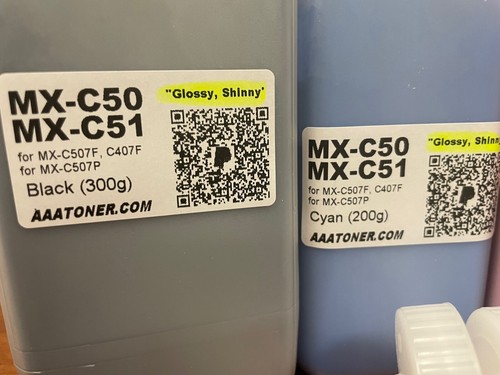 MX-C50
MX-C51
"Glossy, Shinny"
for MX-C507F, C407F
for MX-C507P
Black (300g)
AAATONER.COM
MX-C50
MX-C51
"Glossy, Shinn
for MX-C507F, C407F
for MX-C507P
Cyan (200g)
AAATONER.COM